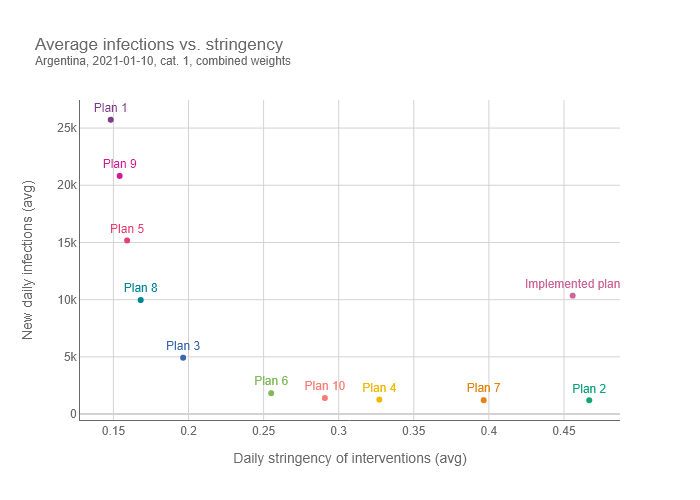 Average infections vs. stringency
Argentina, 2021-01-10, cat. 1, combined weights
Plan 1
25k
Plan 9
20k
Plan 5
15k
Plan 8
Implemented plan
10k
Plan 3
5k
Plan 6
Plan 10
Plan 4
Plan 7
Plan 2
0
New daily infections (avg)
0.15
0.2
0.25
0.3
0.35
0.4
0.45
Daily stringency of interventions (avg)